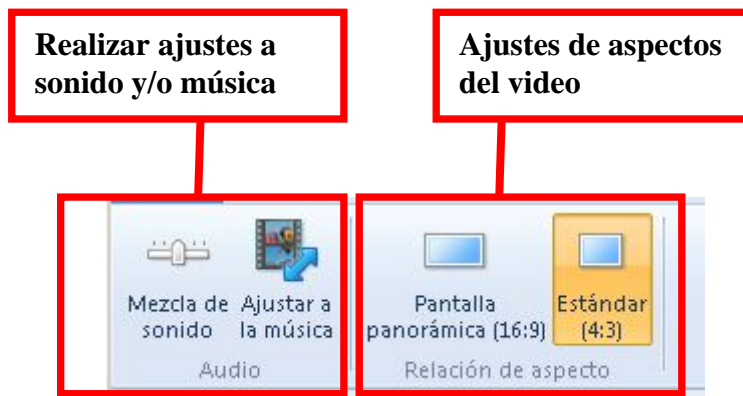 Realizar ajustes a
sonido y/o música
Ajustes de aspectos
del video
Mezcla de
sonido
Ajustar a
la música
Pantalla
panorámica (16:9)
Estándar
(4:3)
Audio
Relación de aspecto